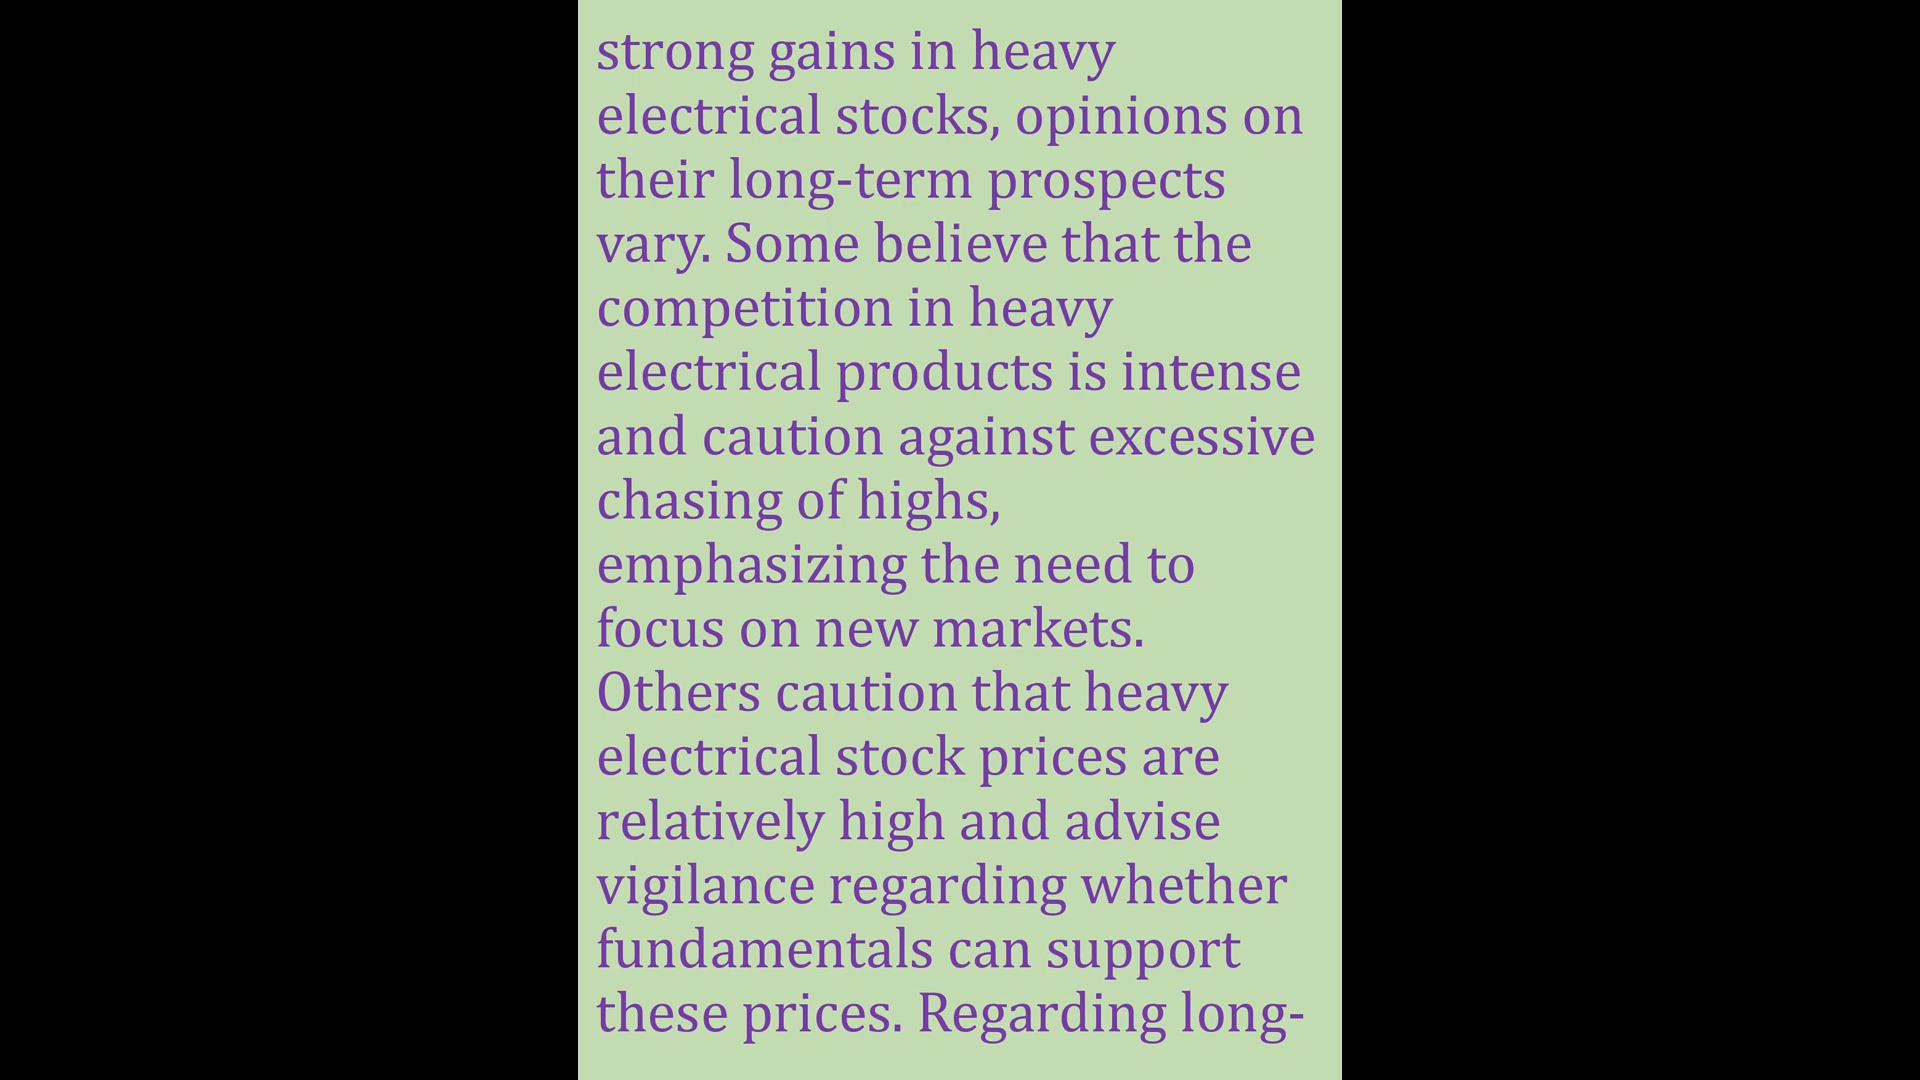 strong gains in heavy
electrical stocks, opinions on
their long-term prospects
vary. Some believe that the
competition in heavy
electrical products is intense
and caution against excessive
chasing of highs,
emphasizing the need to
focus on new markets.
Others caution that heavy
electrical stock prices are
relatively high and advise
vigilance regarding whether
fundamentals can support
these prices. Regarding long-